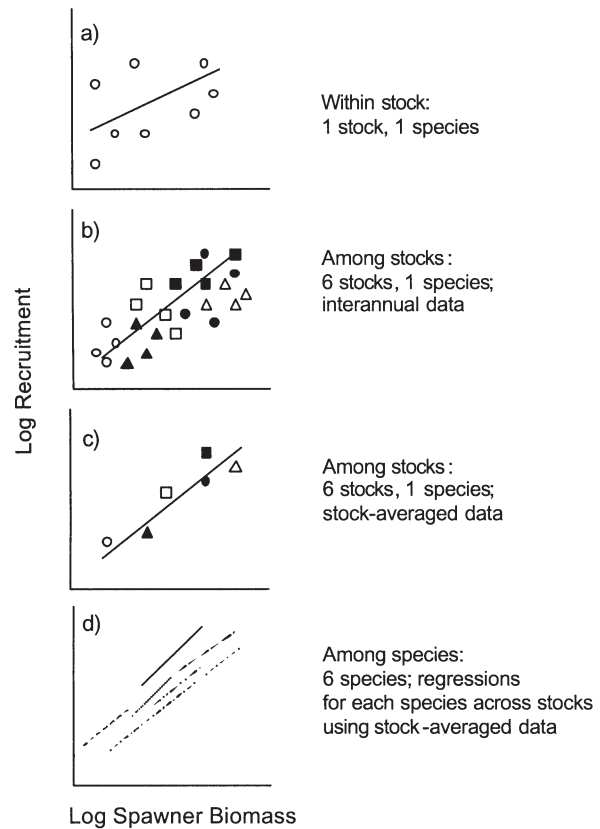 a)
Within stock:
1 stock, 1 species
b)
Among stocks:
6 stocks, 1 species;
interannual data
Log Recruitment
c)
Among stocks:
6 stocks, 1 species;
stock-averaged data
d)
Among species:
6 species; regressions
for each species across stocks
using stock-averaged data
Log Spawner Biomass